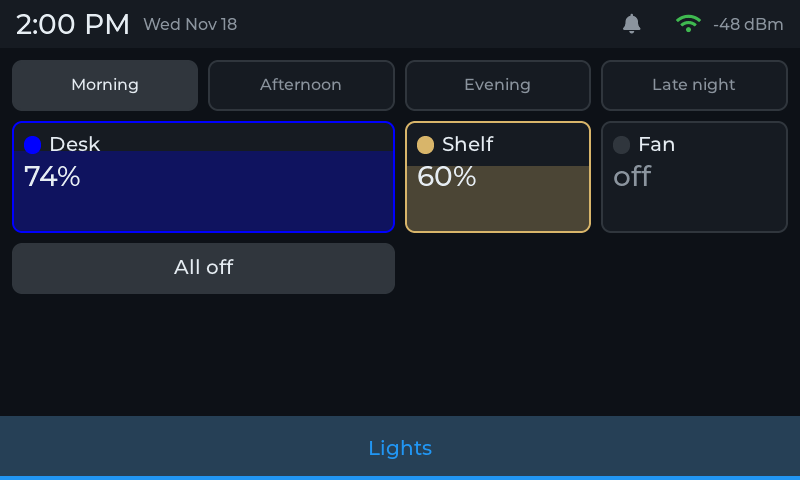 2:00 PM Wed Nov 18 -48 dBm
Morning Afternoon Evening Late night
Desk Shelf Fan
74% 60% off
All off
Lights